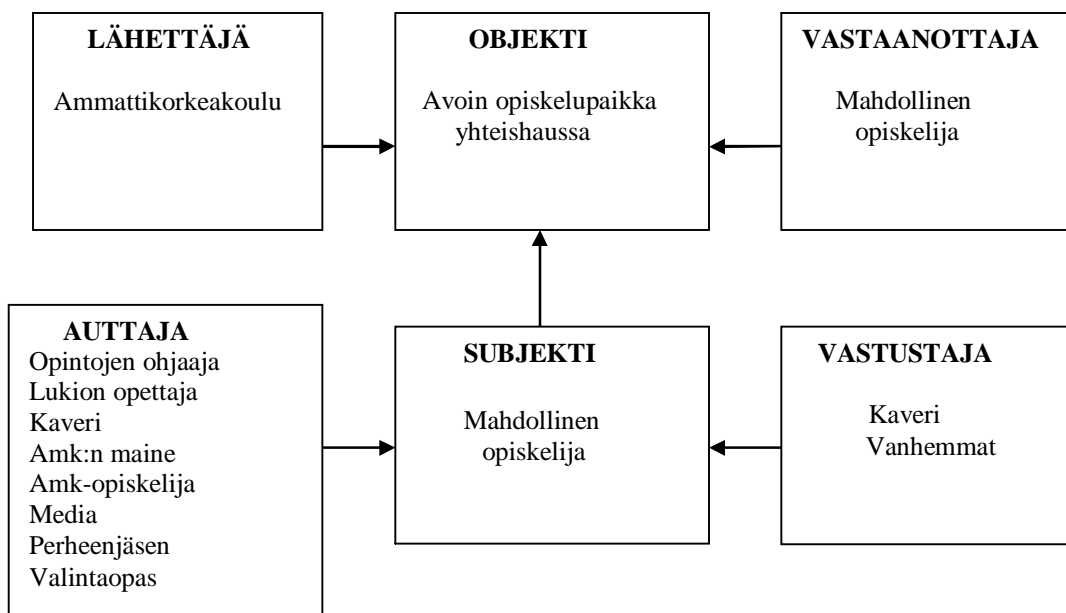 LÄHETTÄJÄ
Ammattikorkeakoulu
OBJEKTI
Avoin opiskelupaikka
yhteishaussa
VASTAANOTTAJA
Mahdollinen
opiskelija
AUTTAJA
Opintojen ohjaaja
Lukion opettaja
Kaveri
Amk:n maine
Amk-opiskelija
Media
Perheenjäsen
Valintaopas
SUBJEKTI
Mahdollinen
opiskelija
VASTUSTAJA
Kaveri
Vanhemmat